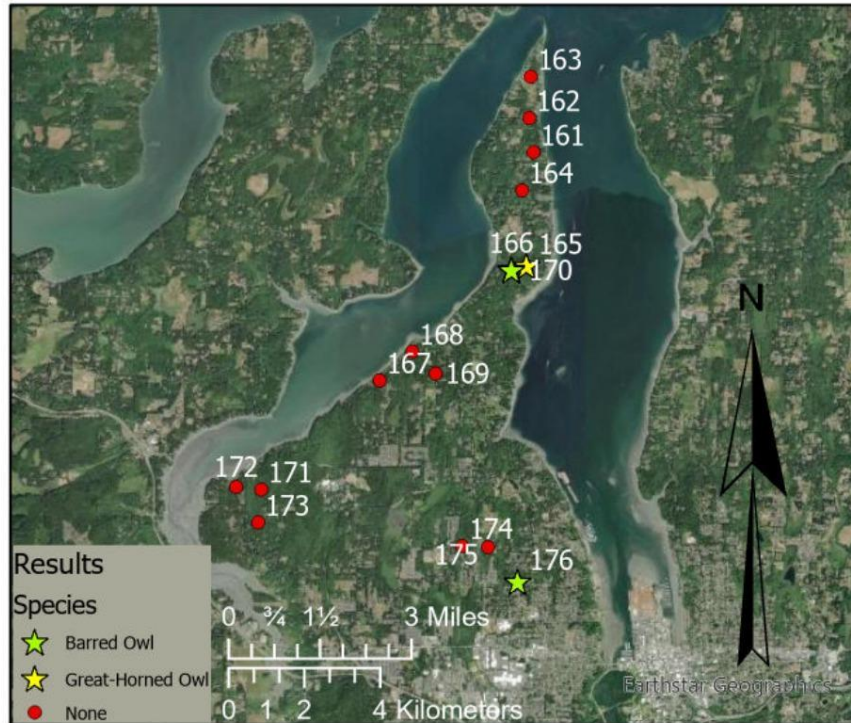 163
162
161
164
N
166 165
170
168
167
169
172 171
173
174
175
176
Results
Species
Barred Owl
Great-Horned Owl
None
0 ¾ 1½ 3 Miles
0 1 2 4 Kilometers
Earthstar Geographics